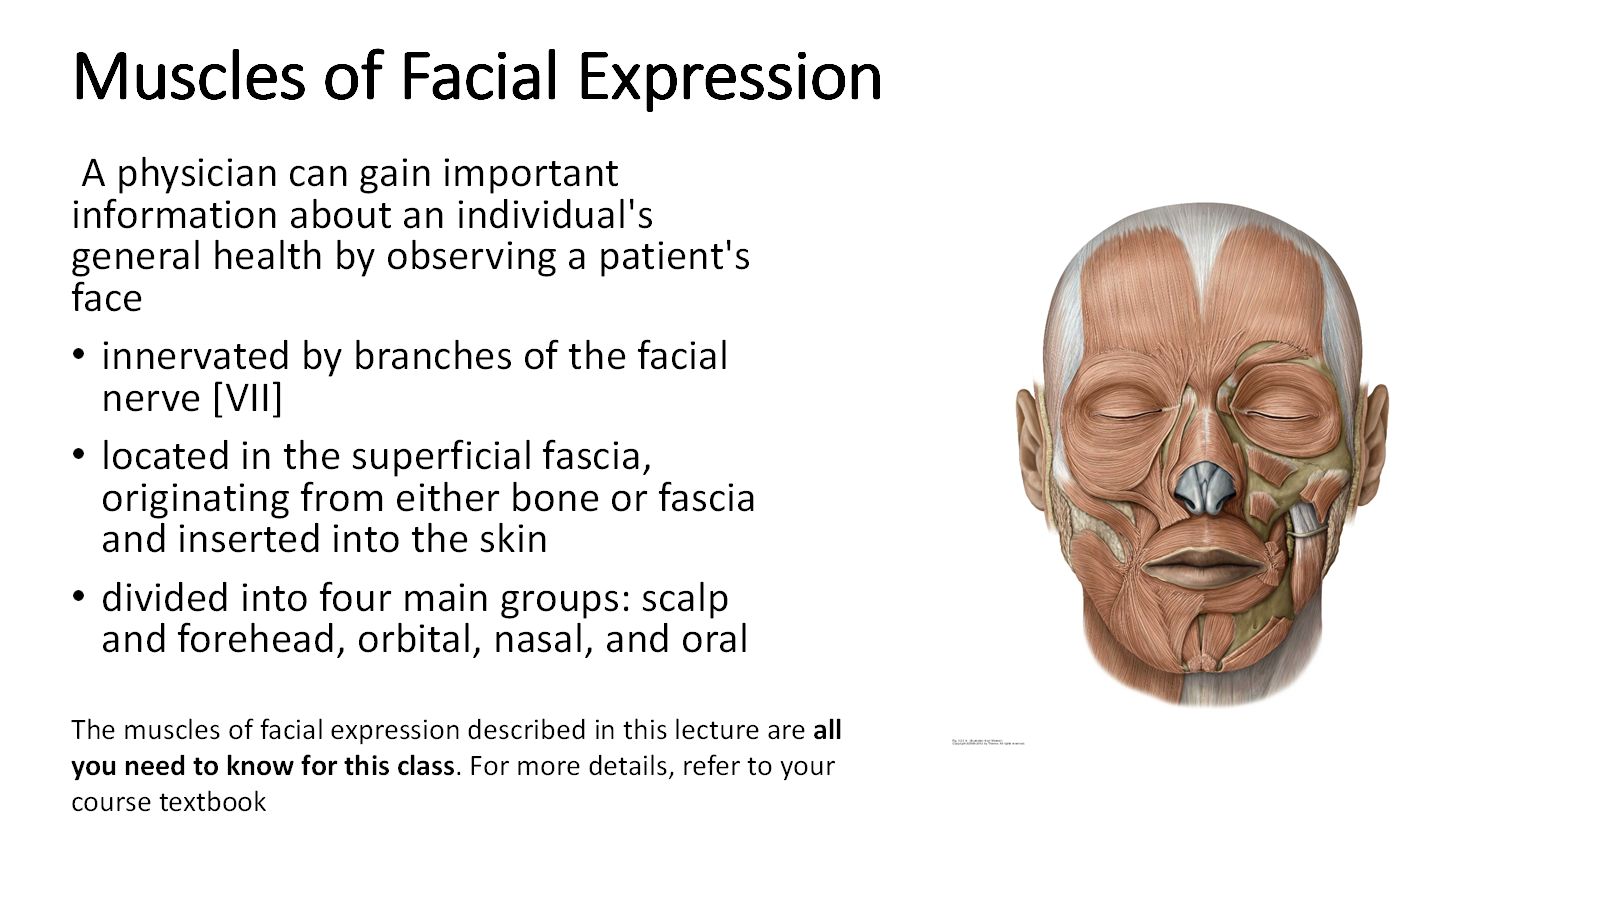 Muscles of Facial Expression
A physician can gain important
information about an individual's
general health by observing a patient's
face
• innervated by branches of the facial
nerve [VII]
• located in the superficial fascia,
originating from either bone or fascia
and inserted into the skin
• divided into four main groups: scalp
and forehead, orbital, nasal, and oral
The muscles of facial expression described in this lecture are all
you need to know for this class. For more details, refer to your
course textbook